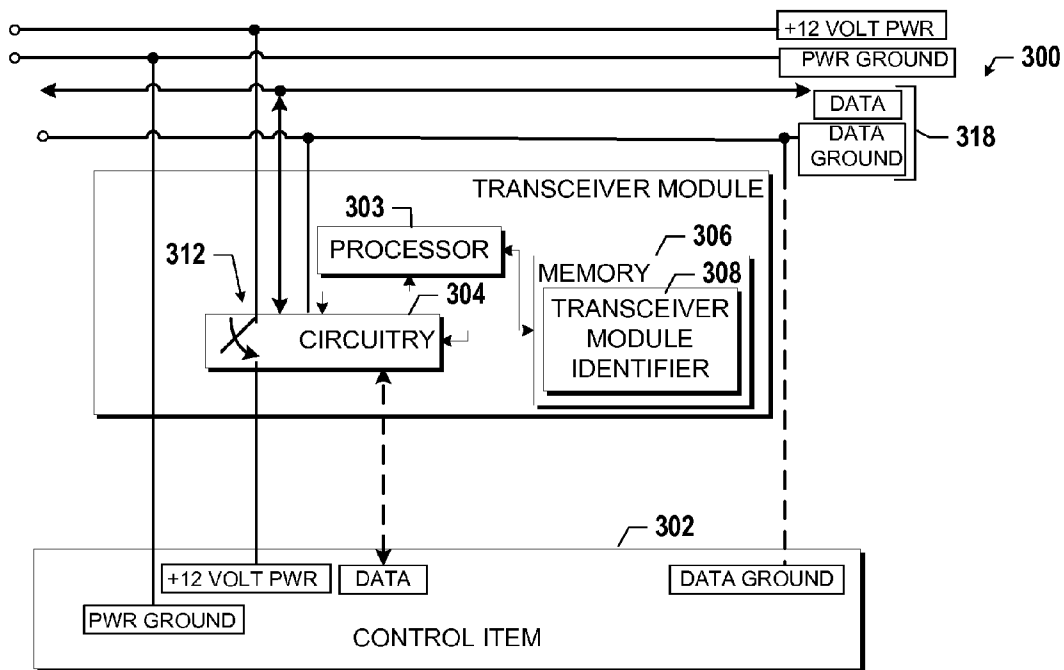 +12 VOLT PWR
PWR GROUND
300
DATA
DATA
GROUND
318
TRANSCEIVER MODULE
303
PROCESSOR
306
MEMORY
308
TRANSCEIVER
MODULE
IDENTIFIER
312
304
CIRCUITRY
302
+12 VOLT PWR
DATA
DATA GROUND
PWR GROUND
CONTROL ITEM